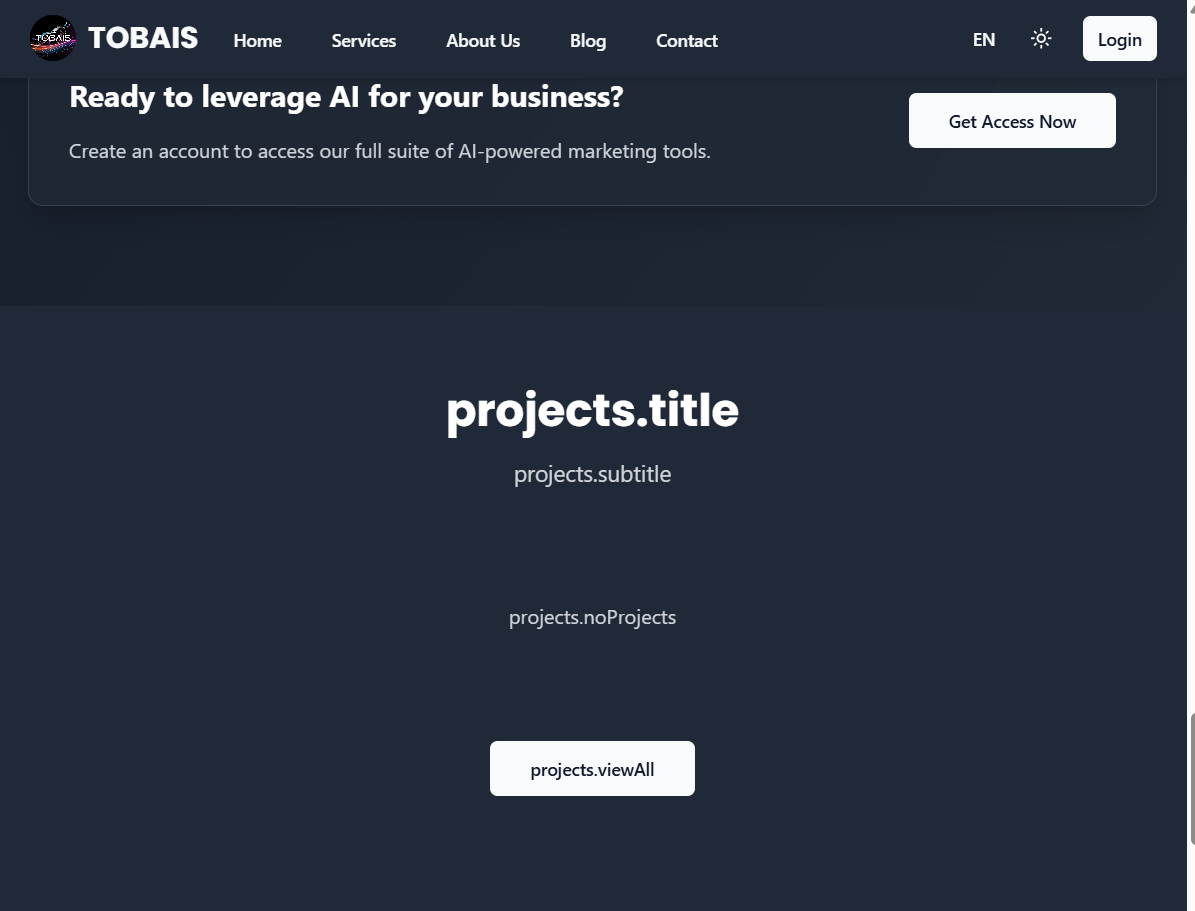 TOBAIS
TOBAIS
Home
Services
About Us
Blog
Contact
EN
Login
Ready to leverage AI for your business?
Create an account to access our full suite of AI-powered marketing tools.
Get Access Now
projects.title
projects.subtitle
projects.noProjects
projects.viewAll